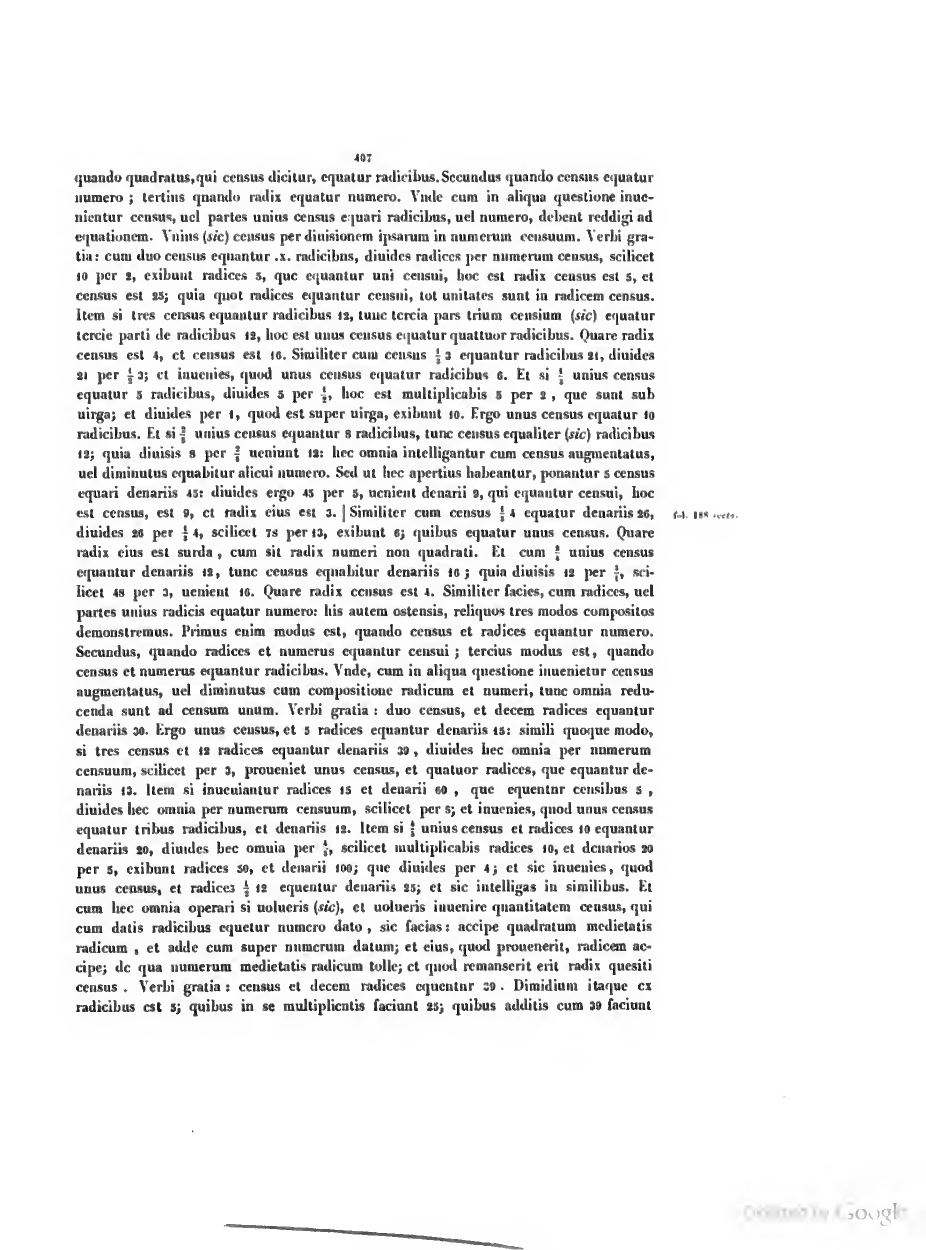 407
quando quadratus, qui census dicitur, equatur radicibus. Secundus quando census equatur
numero ; tertius quando radix equatur numero. Vnde cum in aliqua questione inue-
nientur census, uel partes unius census equari radicibus, uel numero, debent reddigi ad
equationem. Vnius (sic) census per diuisionem ipsarum in numerum censuum. Verbi gra-
tia: cum duo census equantur .x. radicibus, diuides radices per numerum census, scilicet
10 per 2, exibunt radices 5, que equantur uni censui, hoc est radix census est 5, et
census est 25; quia quot radices equantur censui, tot unitates sunt in radicem census.
Item si tres census equantur radicibus 12, tunc tercia pars trium censium (sic) equatur
tercie parti de radicibus 12, hoc est unus census equatur quattuor radicibus. Quare radix
census est 4, et census est 16. Similiter cum census 1/2 3 equantur radicibus 21, diuides
21 per 1/2 3; et inuenies, quod unus census equatur radicibus 6. Et si 1/2 unius census
equatur 5 radicibus, diuides 5 per 1/2, hoc est multiplicabis 5 per 2 , que sunt sub
uirga; et diuides per 1, quod est super uirga, exibunt 10. Ergo unus census equatur 10
radicibus. Et si 2/3 unius census equantur 8 radicibus, tunc census equaliter (sic) radicibus
12; quia diuisis 8 per 2/3 ueniunt 12: hec omnia intelligantur cum census augmentatus,
uel diminutus equabitur alicui numero. Sed ut hec apertius habeantur, ponantur 5 census
equari denariis 45: diuides ergo 45 per 5, uenient denarii 9, qui equantur censui, hoc
est census, est 9, et radix eius est 3. | Similiter cum census 1/3 4 equatur denariis 26,
fol. 188 recto.
diuides 26 per 1/3 4, scilicet 78 per 13, exibunt 6; quibus equatur unus census. Quare
radix eius est surda , cum sit radix numeri non quadrati. Et cum 3/4 unius census
equantur denariis 12, tunc census equabitur denariis 16 ; quia diuisis 12 per 3/4, sci-
licet 48 per 3, uenient 16. Quare radix census est 4. Similiter facies, cum radices, uel
partes unius radicis equatur numero: his autem ostensis, reliquos tres modos compositos
demonstremus. Primus enim modus est, quando census et radices equantur numero.
Secundus, quando radices et numerus equantur censui ; tercius modus est, quando
census et numerus equantur radicibus. Vnde, cum in aliqua questione inuenietur census
augmentatus, uel diminutus cum compositione radicum et numeri, tunc omnia redu-
cenda sunt ad censum unum. Verbi gratia : duo census, et decem radices equantur
denariis 30. Ergo unus census, et 5 radices equantur denariis 15: simili quoque modo,
si tres census et 12 radices equantur denariis 39 , diuides hec omnia per numerum
censuum, scilicet per 3, proueniet unus census, et quatuor radices, que equantur de-
nariis 13. Item si inueniantur radices 15 et denarii 60 , que equentur censibus 5 ,
diuides hec omnia per numerum censuum, scilicet per 5; et inuenies, quod unus census
equatur tribus radicibus, et denariis 12. Item si 4/5 unius census et radices 10 equantur
denariis 20, diuides hec omnia per 4/5, scilicet multiplicabis radices 10, et denarios 20
per 5, exibunt radices 50, et denarii 100; que diuides per 4; et sic inuenies, quod
unus census, et radices 1/2 12 equentur denariis 25; et sic intelligas in similibus. Et
cum hec omnia operari si uolueris (sic), et uolueris inuenire quantitatem census, qui
cum datis radicibus equetur numero dato , sic facias : accipe quadratum medietatis
radicum , et adde eum super numerum datum; et eius, quod prouenerit, radicem ac-
cipe; de qua numerum medietatis radicum tolle; et quod remanserit erit radix quesiti
census . Verbi gratia : census et decem radices equentur 39 . Dimidium itaque ex
radicibus est 5; quibus in se multiplicatis faciunt 25; quibus additis cum 39 faciunt
Digitized by Google